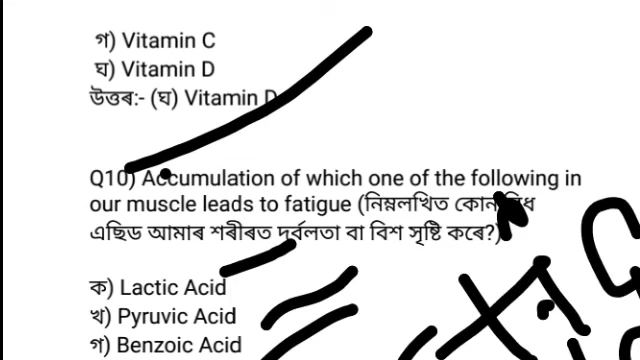 গ) Vitamin C
ঘ) Vitamin D
উত্তৰ:- (ঘ) Vitamin D
Q10) Accumulation of which one of the following in
our muscle leads to fatigue (নিম্নলখিত কোন বিধ
এছিড আমাৰ শৰীৰত দুৰ্বলতা বা বিশ সৃষ্টি কৰে?)
ক) Lactic Acid
খ) Pyruvic Acid
গ) Benzoic Acid